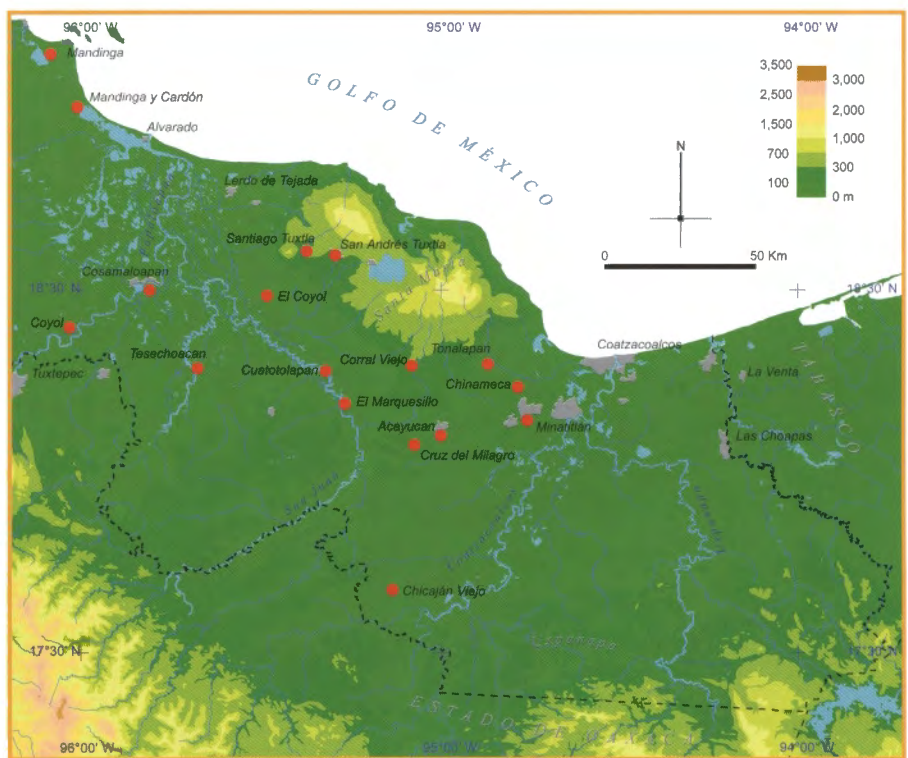 96°00' W
95°00' W
94°00' W
Mandinga
GOLFO DE MÉXICO
3,500
3,000
2,500
2,000
1,500
1,000
700
300
100
0 m
Mandinga y Cardón
Alvarado
N
Lerdo de Tejada
0
50 Km
Santiago Tuxtla
San Andrés Tuxtla
Santa Marta
Cosamaloapan
18°30' N
18°30' N
El Coyol
Coyol
Tesechoacan
Cuatotolapan
Corral Viejo
Tonalapan
Coatzacoalcos
TABASCO
Tuxtepec
La Venta
Chinameca
El Marquesillo
Acayucan
Minatitlán
Las Choapas
Cruz del Milagro
San Juan
Coatzacoalcos
Chicaján Viejo
17°30' N
17°30' N
ESTADO DE OAXACA
96°00' W
95°00' W
94°00' W